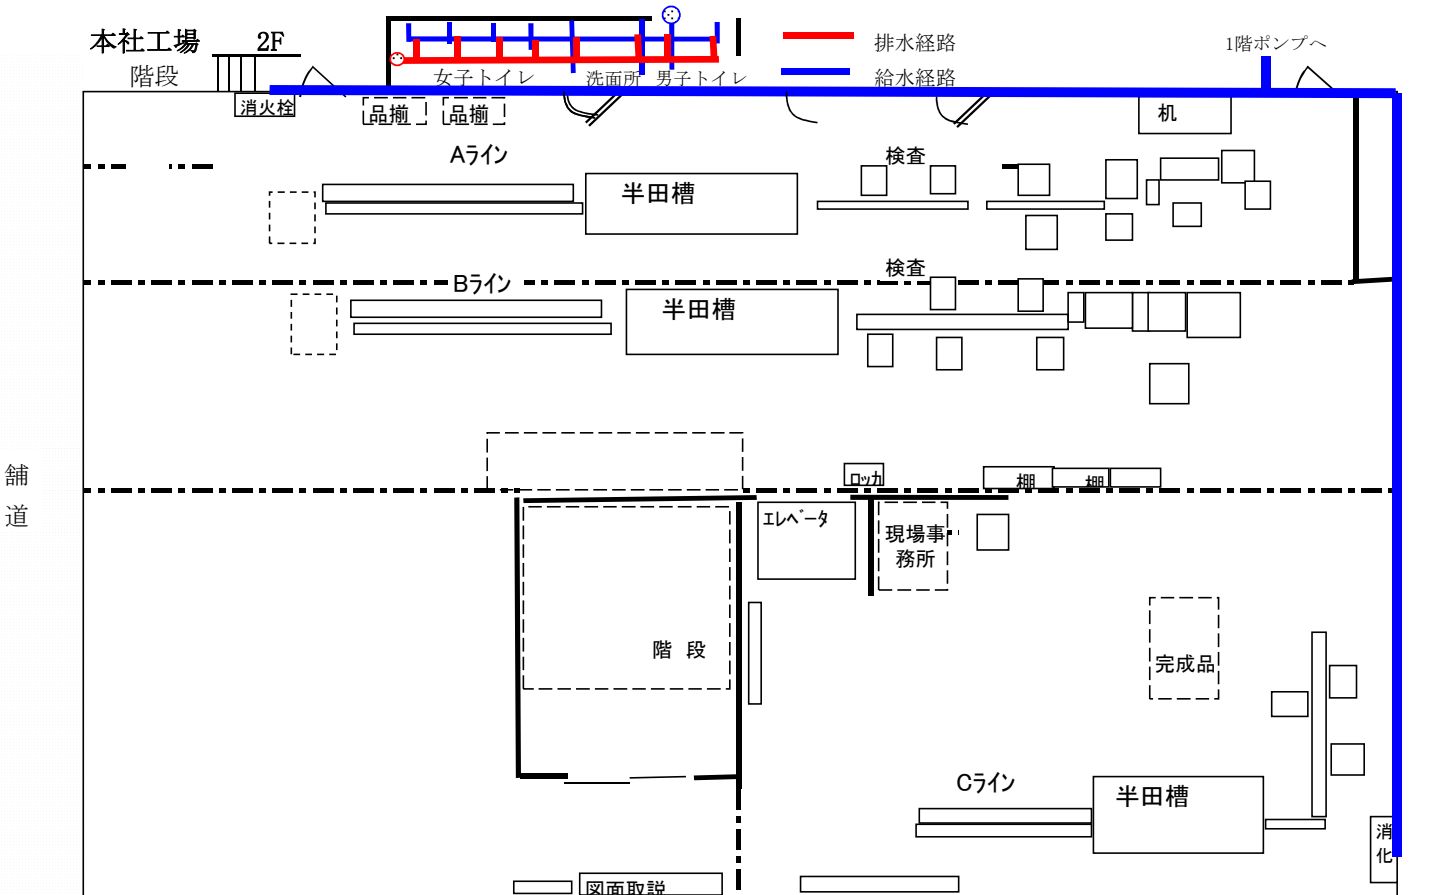 本社工場 2F
階段
消火栓
女子トイレ
洗面所
男子トイレ
排水経路
給水経路
1階ポンプへ
品揃
品揃
机
Aライン
半田槽
検査
Bライン
半田槽
検査
舗
道
ロッカ
棚
棚
エレベータ
現場事
務所
階 段
完成品
Cライン
半田槽
消
化
図面取説